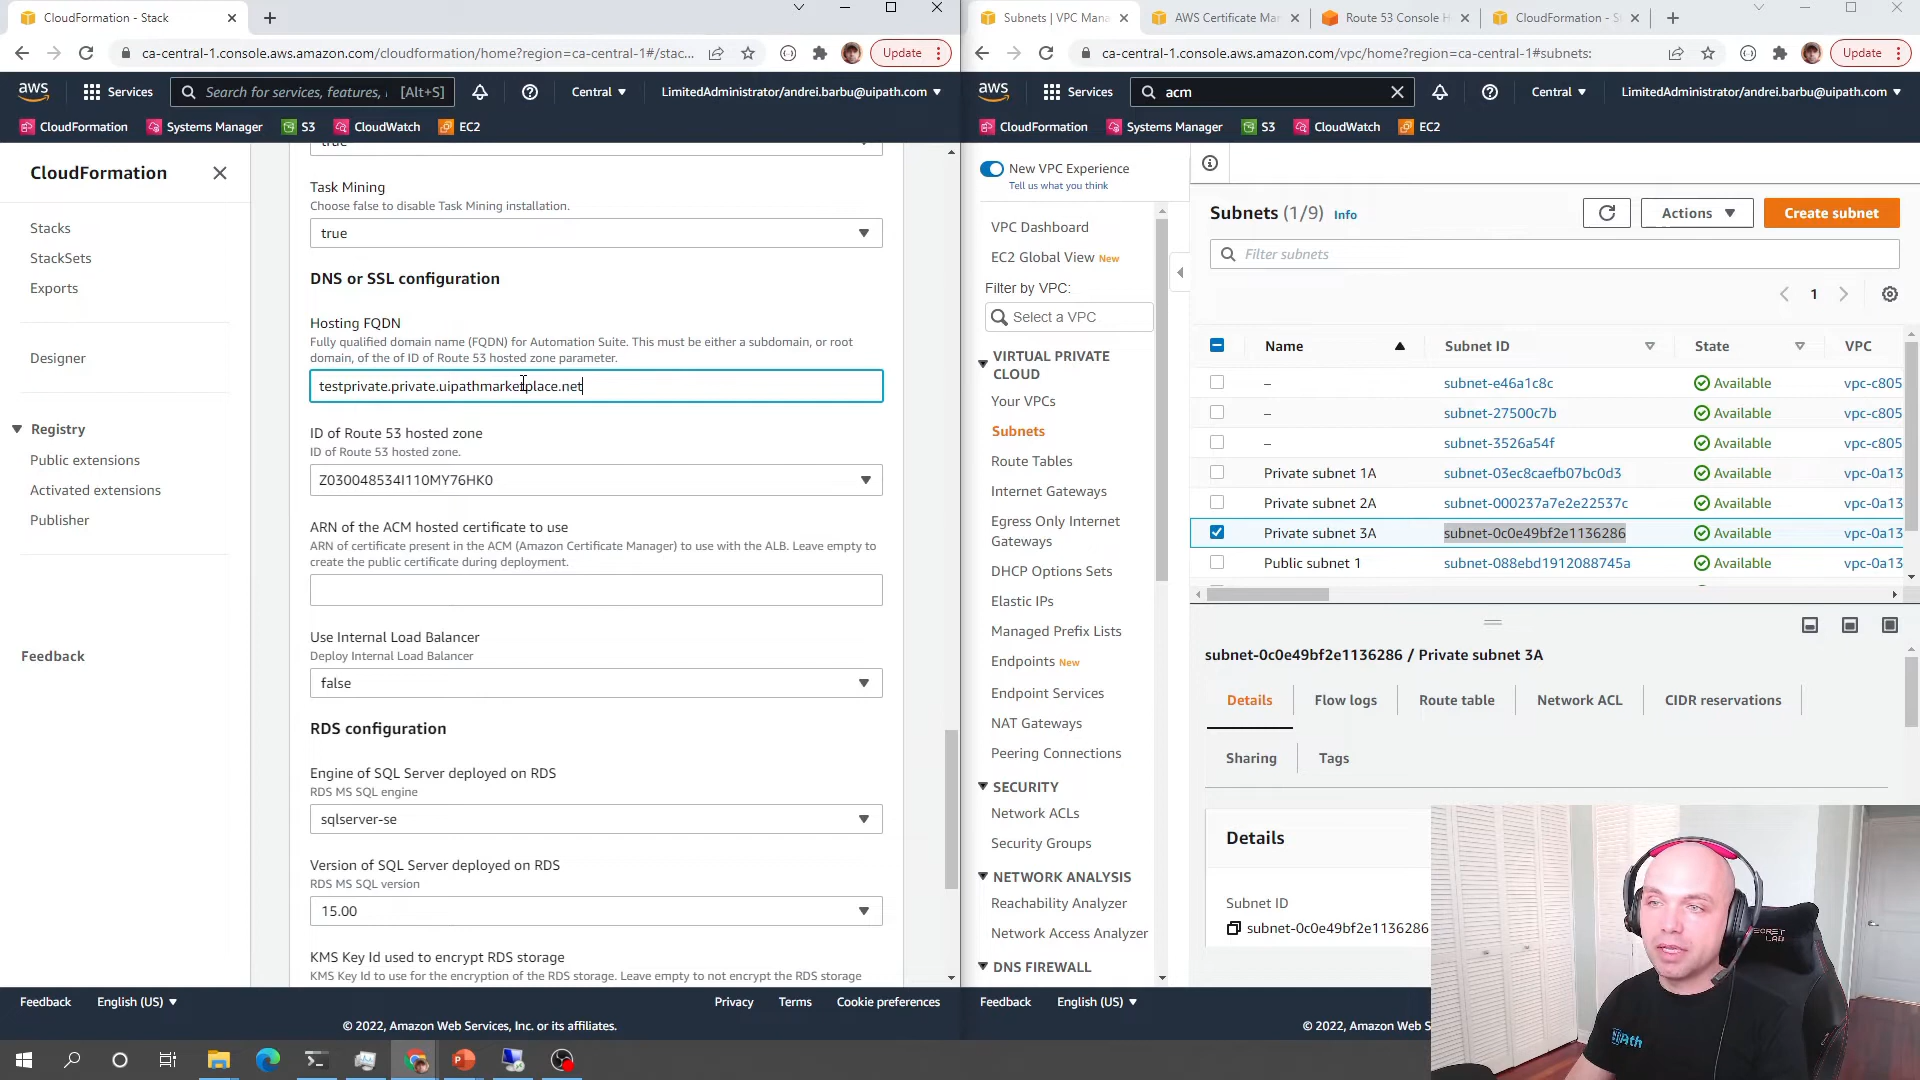 CloudFormation - Stack
Update
ca-central-1.console.aws.amazon.com/cloudformation/home?region=ca-central-1#/stac...
aws
Services
Search for services, features,
[Alt+S]
Central
LimitedAdministrator/andrei.barbu@uipath.com
CloudFormation
Systems Manager
S3
CloudWatch
EC2
CloudFormation
Stacks
StackSets
Exports
Designer
Registry
Public extensions
Activated extensions
Publisher
Feedback
true
Task Mining
Choose false to disable Task Mining installation.
true
DNS or SSL configuration
Hosting FQDN
Fully qualified domain name (FQDN) for Automation Suite. This must be either a subdomain, or root
domain, of the of ID of Route 53 hosted zone parameter.
testprivate.private.uipathmarketplace.net
ID of Route 53 hosted zone
ID of Route 53 hosted zone.
Z030048534I110MY76HK0
ARN of the ACM hosted certificate to use
ARN of certificate present in the ACM (Amazon Certificate Manager) to use with the ALB. Leave empty to
create the public certificate during deployment.
Use Internal Load Balancer
Deploy Internal Load Balancer
false
RDS configuration
Engine of SQL Server deployed on RDS
RDS MS SQL engine
sqlserver-se
Version of SQL Server deployed on RDS
RDS MS SQL version
15.00
KMS Key Id used to encrypt RDS storage
KMS Key Id to use for the encryption of the RDS storage. Leave empty to not encrypt the RDS storage
Feedback
English (US)
Privacy
Terms
Cookie preferences
© 2022, Amazon Web Services, Inc. or its affiliates.
Subnets | VPC Mana
AWS Certificate Ma
Route 53 Console H
CloudFormation - S
ca-central-1.console.aws.amazon.com/vpc/home?region=ca-central-1#subnets:
Update
aws
Services
acm
Central
LimitedAdministrator/andrei.barbu@uipath.com
CloudFormation
Systems Manager
S3
CloudWatch
EC2
New VPC Experience
Tell us what you think
VPC Dashboard
EC2 Global View New
Filter by VPC:
Select a VPC
VIRTUAL PRIVATE
CLOUD
Your VPCs
Subnets
Route Tables
Internet Gateways
Egress Only Internet
Gateways
DHCP Options Sets
Elastic IPs
Managed Prefix Lists
Endpoints New
Endpoint Services
NAT Gateways
Peering Connections
SECURITY
Network ACLs
Security Groups
NETWORK ANALYSIS
Reachability Analyzer
Network Access Analyzer
DNS FIREWALL
Subnets (1/9) Info
Actions
Create subnet
Filter subnets
1
Name
Subnet ID
State
VPC
– subnet-e46a1c8c Available vpc-c805
– subnet-27500c7b Available vpc-c805
– subnet-3526a54f Available vpc-c805
Private subnet 1A subnet-03ec8caefb07bc0d3 Available vpc-0a13
Private subnet 2A subnet-000237a7e2e22537c Available vpc-0a13
Private subnet 3A subnet-0c0e49bf2e1136286 Available vpc-0a13
Public subnet 1 subnet-088ebd1912088745a Available vpc-0a13
subnet-0c0e49bf2e1136286 / Private subnet 3A
Details
Flow logs
Route table
Network ACL
CIDR reservations
Sharing
Tags
Details
Subnet ID
subnet-0c0e49bf2e1136286
Feedback
English (US)
© 2022, Amazon Web S